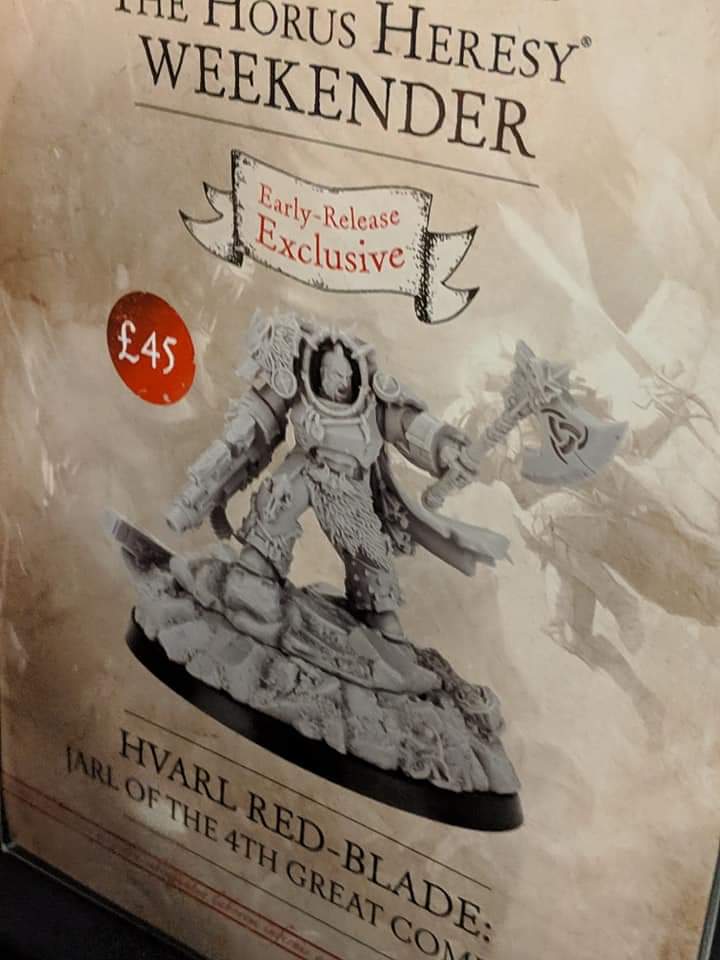 THE HORUS HERESY®
WEEKENDER
Early-Release
Exclusive
£45
HVARL RED-BLADE:
JARL OF THE 4TH GREAT